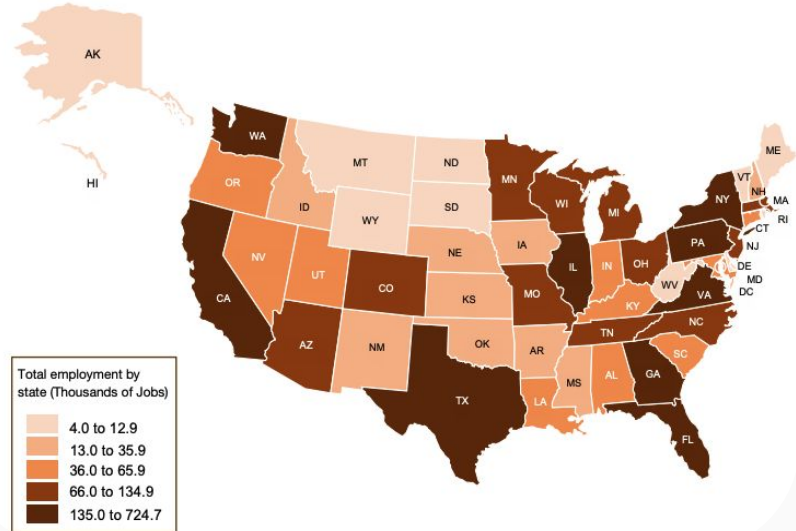 AK
HI
WA
MT
ND
MN
ME
VT
NH
OR
ID
WY
SD
WI
MI
NY
MA
RI
CT
NV
UT
CO
NE
IA
IL
IN
OH
PA
NJ
DE
MD
DC
CA
KS
MO
KY
WV
VA
AZ
NM
OK
AR
TN
NC
SC
TX
LA
MS
AL
GA
FL
Total employment by
state (Thousands of Jobs)
4.0 to 12.9
13.0 to 35.9
36.0 to 65.9
66.0 to 134.9
135.0 to 724.7